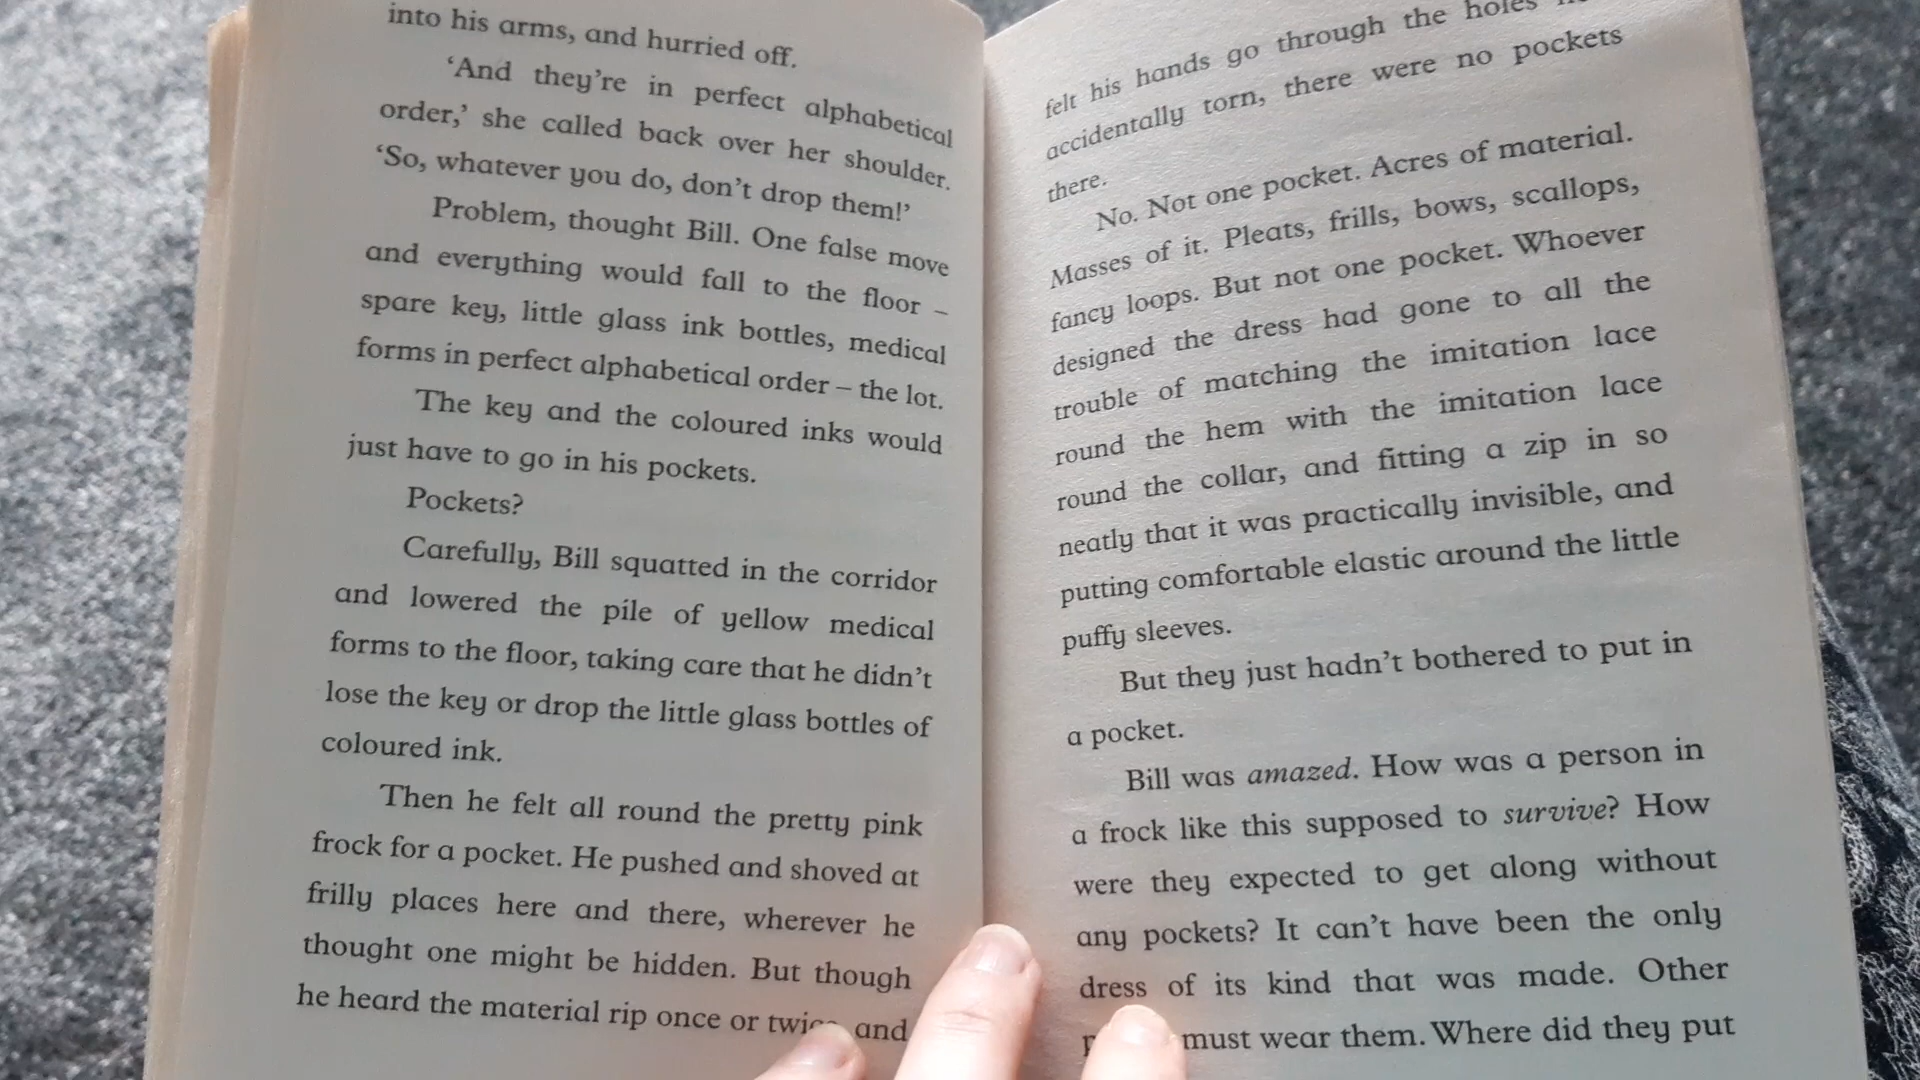 into his arms, and hurried off.
‘And they’re in perfect alphabetical
order,’ she called back over her shoulder.
‘So, whatever you do, don’t drop them!’
Problem, thought Bill. One false move
and everything would fall to the floor –
spare key, little glass ink bottles, medical
forms in perfect alphabetical order – the lot.
The key and the coloured inks would
just have to go in his pockets.
Pockets?
Carefully, Bill squatted in the corridor
and lowered the pile of yellow medical
forms to the floor, taking care that he didn’t
lose the key or drop the little glass bottles of
coloured ink.
Then he felt all round the pretty pink
frock for a pocket. He pushed and shoved at
frilly places here and there, wherever he
thought one might be hidden. But though
he heard the material rip once or twice, and
felt his hands go through the holes
accidentally torn, there were no pockets
there.
No. Not one pocket. Acres of material.
Masses of it. Pleats, frills, bows, scallops,
fancy loops. But not one pocket. Whoever
designed the dress had gone to all the
trouble of matching the imitation lace
round the hem with the imitation lace
round the collar, and fitting a zip in so
neatly that it was practically invisible, and
putting comfortable elastic around the little
puffy sleeves.
But they just hadn’t bothered to put in
a pocket.
Bill was amazed. How was a person in
a frock like this supposed to survive? How
were they expected to get along without
any pockets? It can’t have been the only
dress of its kind that was made. Other
must wear them. Where did they put